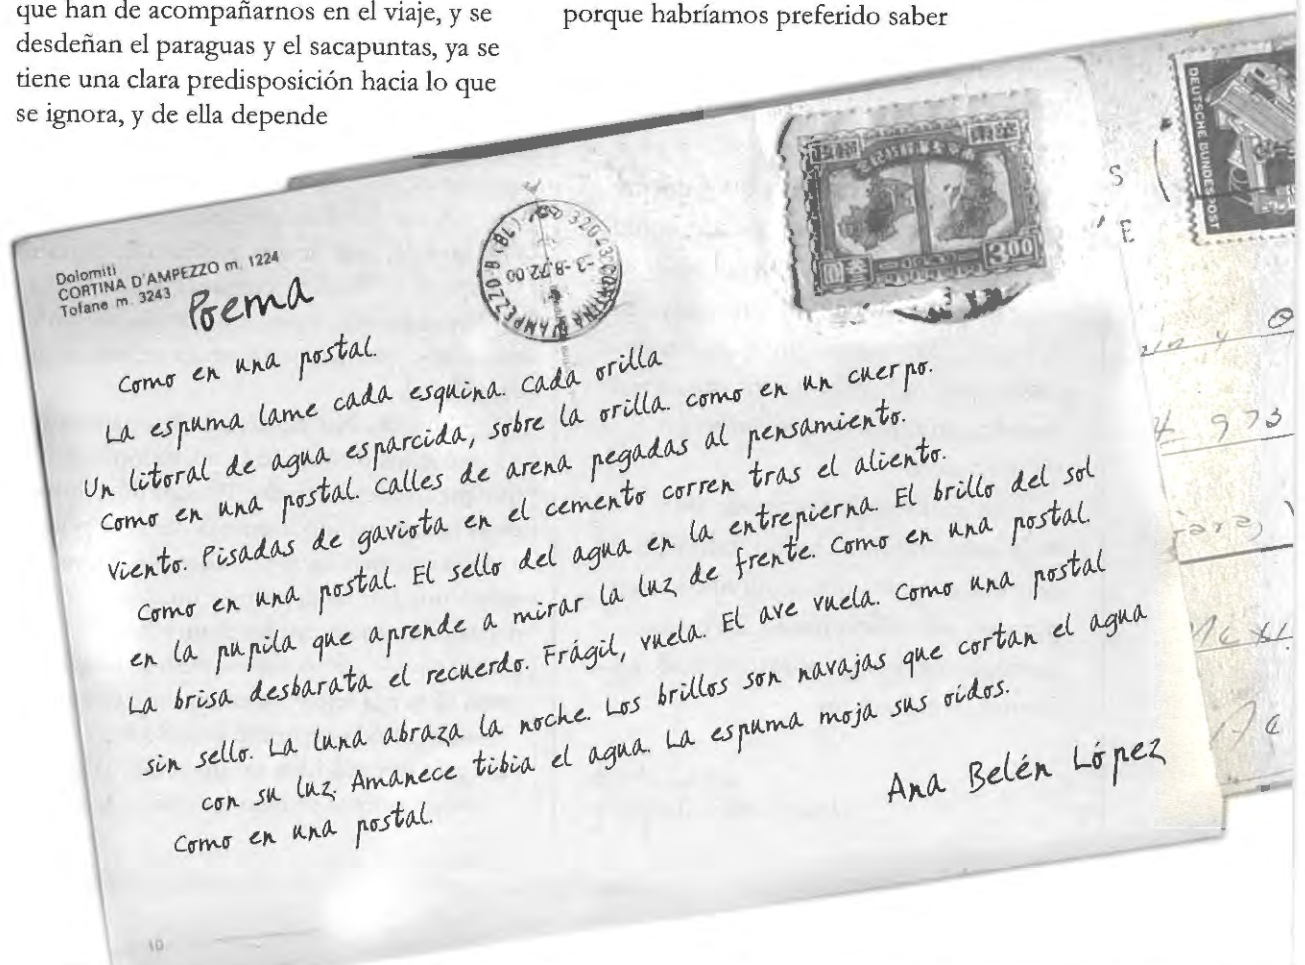 que han de acompañarnos en el viaje, y se
desdeñan el paraguas y el sacapuntas, ya se
tiene una clara predisposición hacia lo que
se ignora, y de ella depende
porque habríamos preferido saber
Dolomiti
CORTINA D'AMPEZZO m. 1224
Tofane m. 3243
Poema
Como en una postal.
La espuma lame cada esquina. Cada orilla
Un litoral de agua esparcida, sobre la orilla. como en un cuerpo.
Como en una postal. Calles de arena pegadas al pensamiento.
Viento. Pisadas de gaviota en el cemento corren tras el aliento.
Como en una postal. El sello del agua en la entrepierna. El brillo del sol
en la pupila que aprende a mirar la luz de frente. Como en una postal.
La brisa desbarata el recuerdo. Frágil, vuela. El ave vuela. Como una postal
sin sello. La luna abraza la noche. Los brillos son navajas que cortan el agua
con su luz. Amanece tibia el agua. La espuma moja sus oídos.
Como en una postal.
Ana Belén López
32043 CORTINA D'AMPEZZO-B (BL)
3.00
DEUTSCHE BUNDESPOST
S
E
973
10